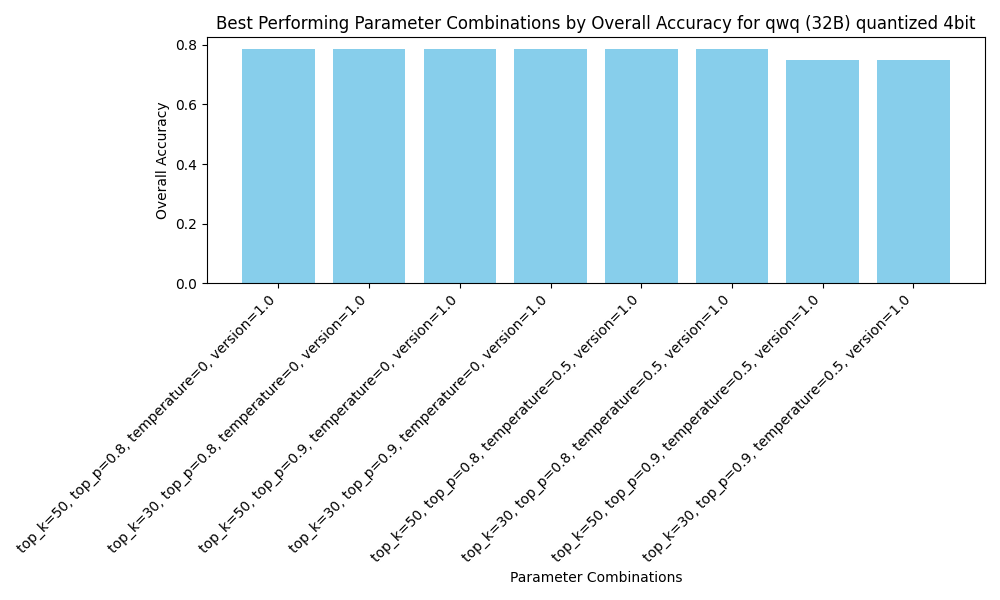 Best Performing Parameter Combinations by Overall Accuracy for qwq (32B) quantized 4bit
Overall Accuracy
0.8
0.6
0.4
0.2
0.0
top_k=50, top_p=0.8, temperature=0, version=1.0
top_k=30, top_p=0.8, temperature=0, version=1.0
top_k=50, top_p=0.9, temperature=0, version=1.0
top_k=30, top_p=0.9, temperature=0, version=1.0
top_k=50, top_p=0.8, temperature=0.5, version=1.0
top_k=30, top_p=0.8, temperature=0.5, version=1.0
top_k=50, top_p=0.9, temperature=0.5, version=1.0
top_k=30, top_p=0.9, temperature=0.5, version=1.0
Parameter Combinations